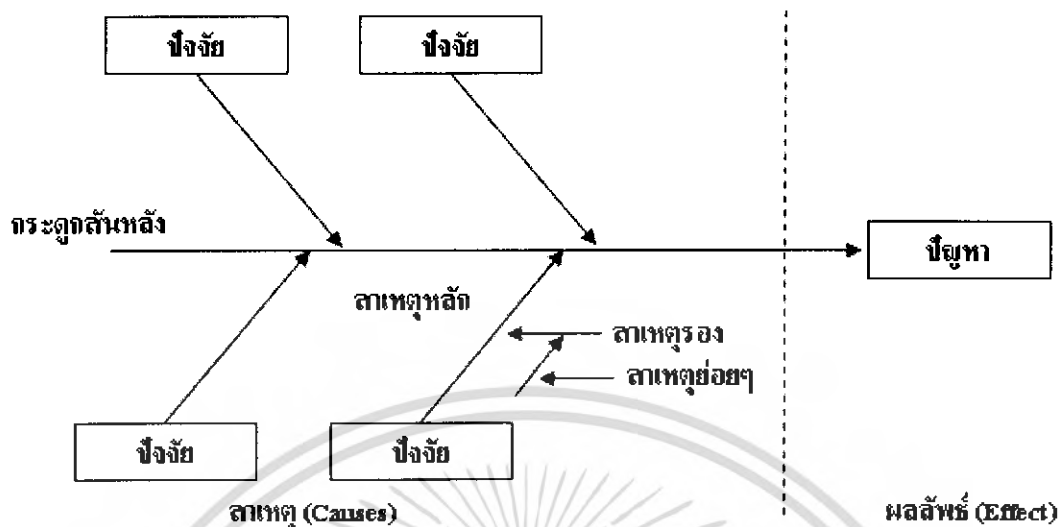 ปัจจัย ปัจจัย
กระดูกสันหลัง
ปัญหา
สาเหตุหลัก
สาเหตุรอง
สาเหตุย่อยๆ
ปัจจัย ปัจจัย
สาเหตุ (Causes) ผลลัพธ์ (Effect)